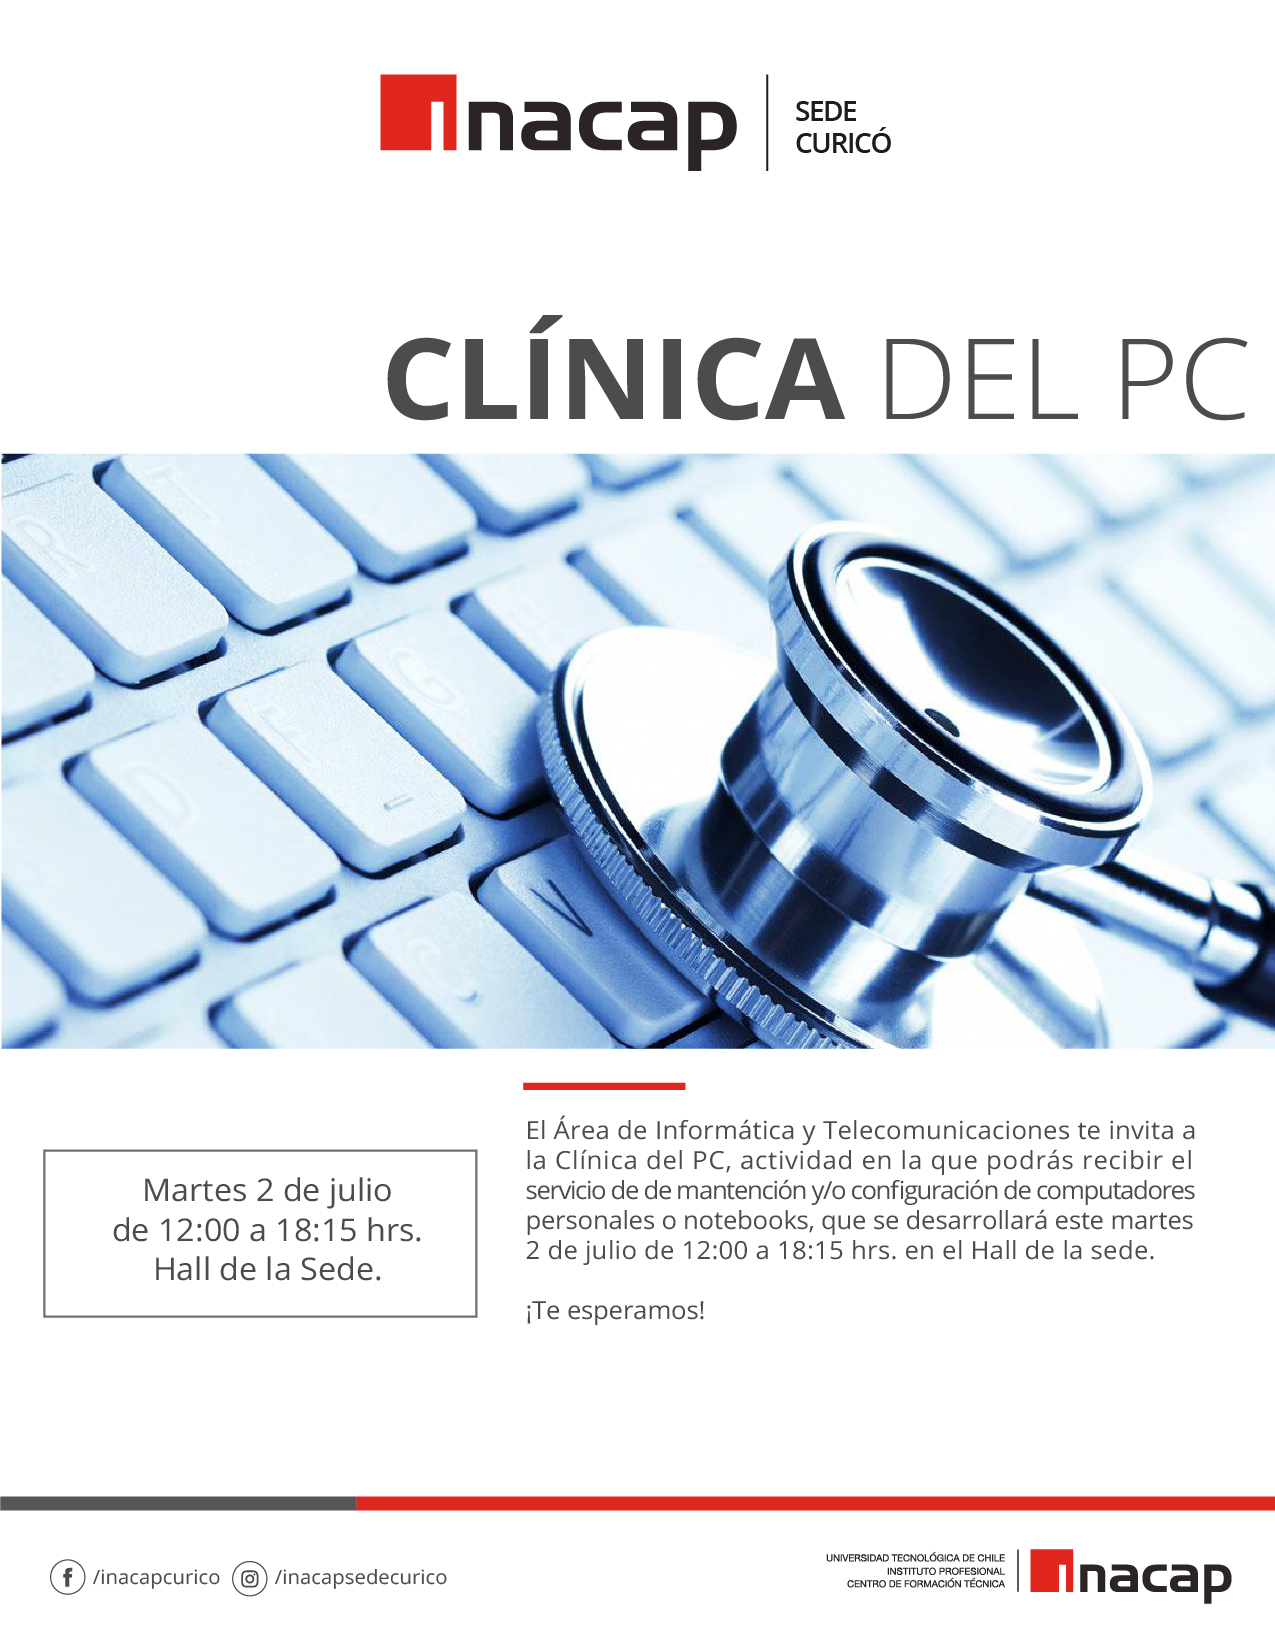 inacap
SEDE
CURICÓ
CLÍNICA DEL PC
R
T
D
F
G
C
V
El Área de Informática y Telecomunicaciones te invita a
la Clínica del PC, actividad en la que podrás recibir el
servicio de de mantención y/o configuración de computadores
personales o notebooks, que se desarrollará este martes
2 de julio de 12:00 a 18:15 hrs. en el Hall de la sede.
¡Te esperamos!
Martes 2 de julio
de 12:00 a 18:15 hrs.
Hall de la Sede.
/inacapcurico
/inacapsedecurico
UNIVERSIDAD TECNOLÓGICA DE CHILE
INSTITUTO PROFESIONAL
CENTRO DE FORMACIÓN TÉCNICA
inacap